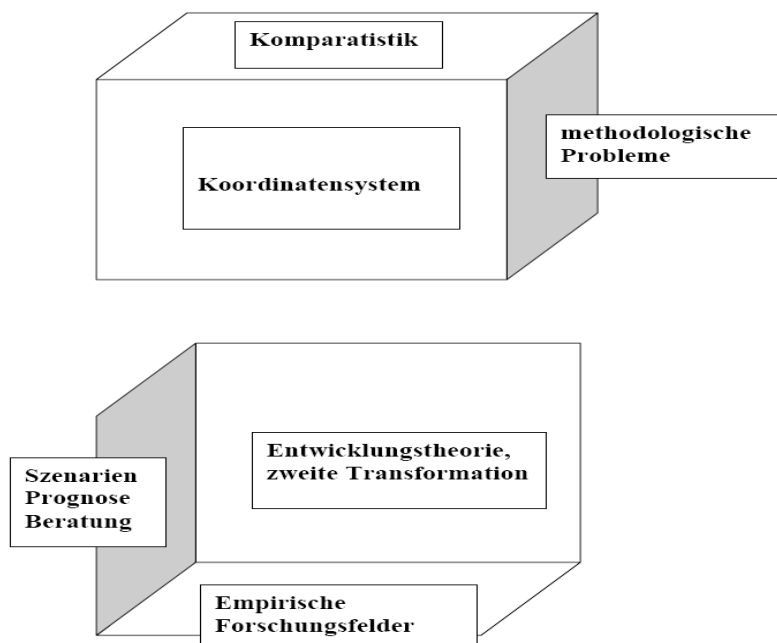 Komparatistik
methodologische
Probleme
Koordinatensystem
Entwicklungstheorie,
zweite Transformation
Szenarien
Prognose
Beratung
Empirische
Forschungsfelder